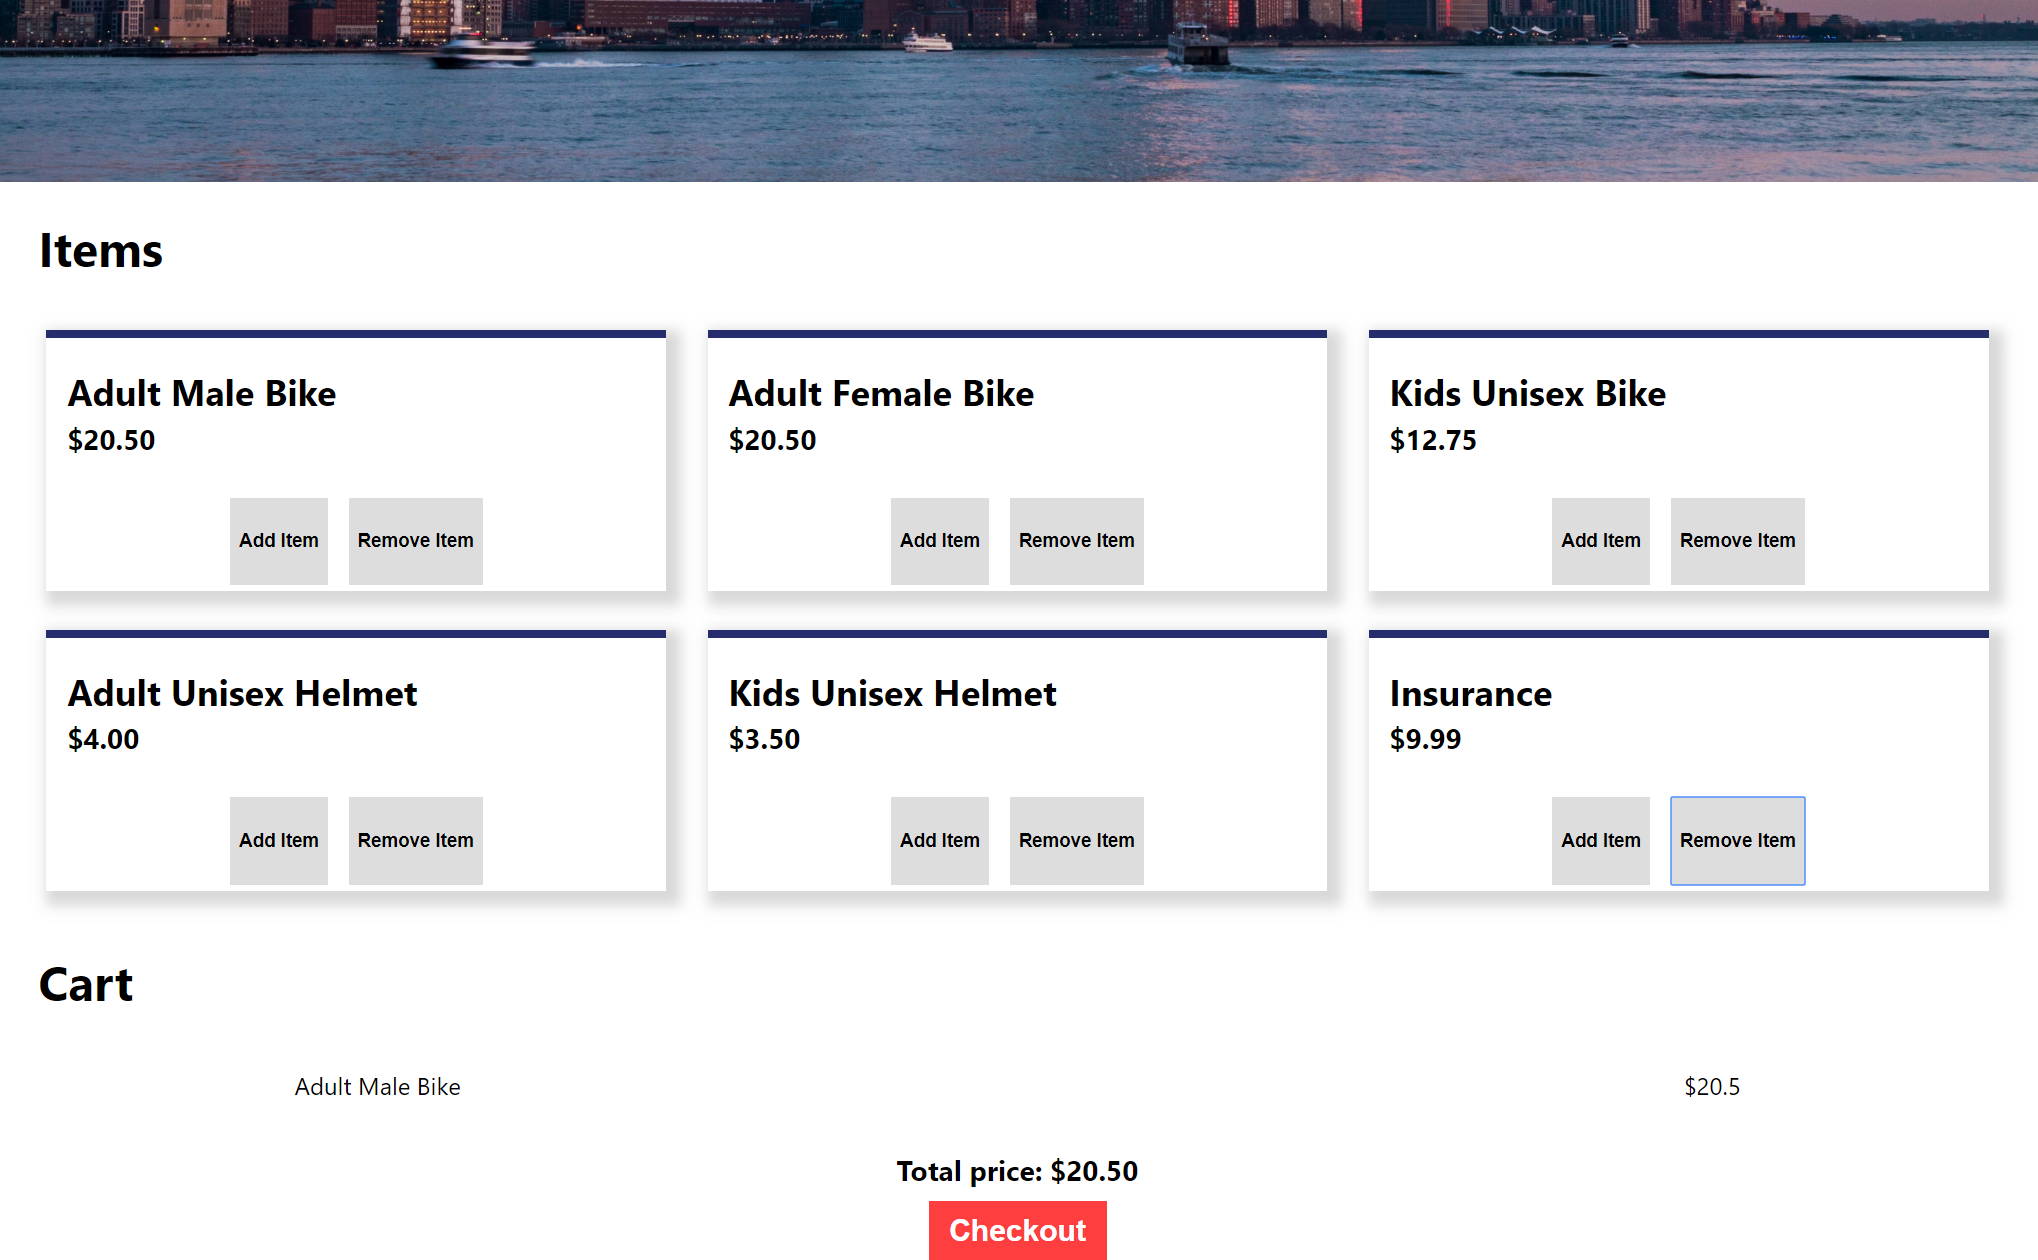 Items
Adult Male Bike
$20.50
Add Item Remove Item
Adult Female Bike
$20.50
Add Item Remove Item
Kids Unisex Bike
$12.75
Add Item Remove Item
Adult Unisex Helmet
$4.00
Add Item Remove Item
Kids Unisex Helmet
$3.50
Add Item Remove Item
Insurance
$9.99
Add Item Remove Item
Cart
Adult Male Bike $20.5
Total price: $20.50
Checkout